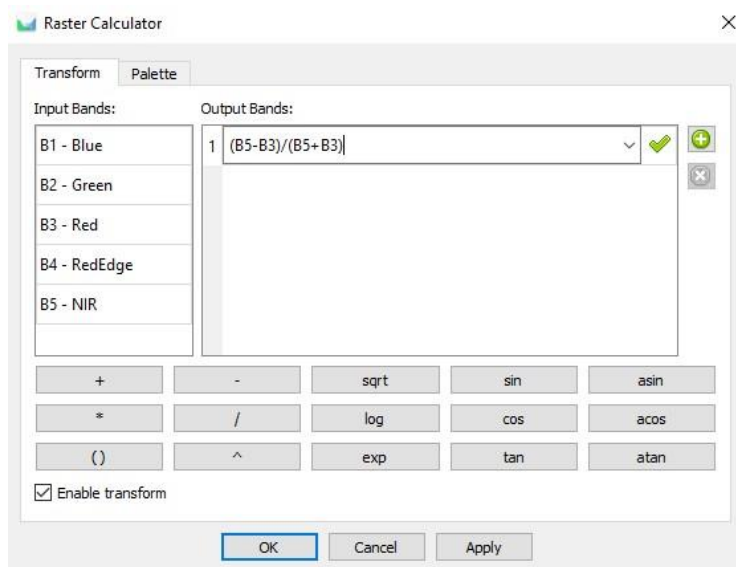 Raster Calculator
Transform Palette
Input Bands: Output Bands:
B1 - Blue
1 (B5-B3)/(B5+B3)
B2 - Green
B3 - Red
B4 - RedEdge
B5 - NIR
+ - sqrt sin asin
* / log cos acos
() ^ exp tan atan
Enable transform
OK Cancel Apply